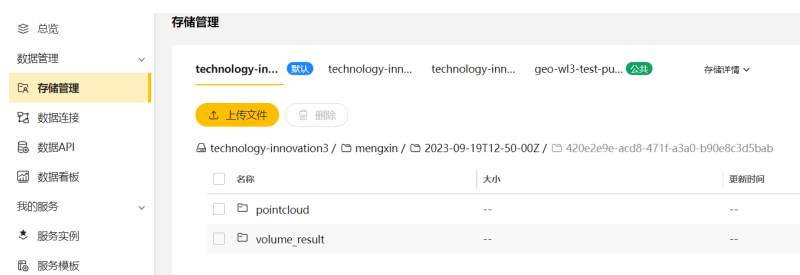 总览
数据管理
存储管理
数据连接
数据API
数据看板
我的服务
服务实例
服务模板
存储管理
technology-in... 默认 technology-inn... technology-inn... geo-wl3-test-pu... 公共 存储详情
上传文件 删除
technology-innovation3 / mengxin / 2023-09-19T12-50-00Z / 420e2e9e-acd8-471f-a3a0-b90e8c3d5bab
名称 大小 更新时间
pointcloud -- --
volume_result -- --